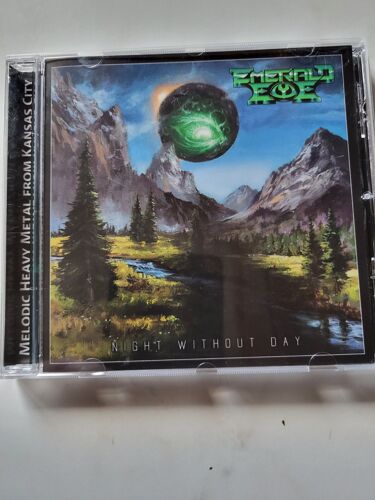 MELODIC HEAVY METAL FROM KANSAS CITY
EMERALD
EYE
NIGHT WITHOUT DAY